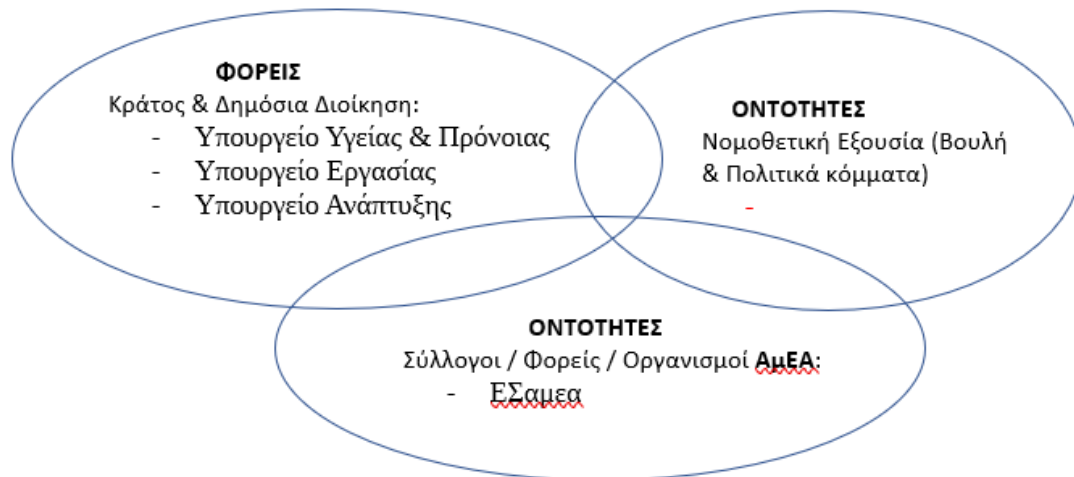 ΦΟΡΕΙΣ
Κράτος & Δημόσια Διοίκηση:
- Υπουργείο Υγείας & Πρόνοιας
- Υπουργείο Εργασίας
- Υπουργείο Ανάπτυξης
ΟΝΤΟΤΗΤΕΣ
Νομοθετική Εξουσία (Βουλή
& Πολιτικά κόμματα)
-
ΟΝΤΟΤΗΤΕΣ
Σύλλογοι / Φορείς / Οργανισμοί ΑμΕΑ:
- ΕΣαμεα